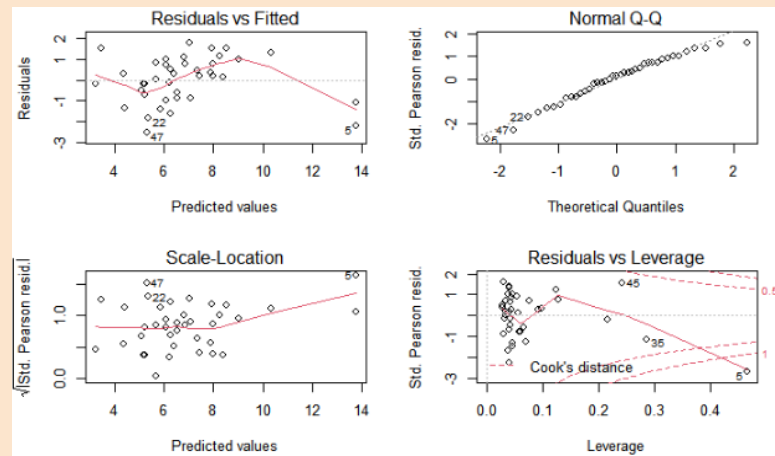 Residuals vs Fitted
Residuals
2
1
-1
-3
22
47
5
4 6 8 10 12 14
Predicted values
Normal Q-Q
Std. Pearson resid.
2
1
0
-2
22
47
5
-2 -1 0 1 2
Theoretical Quantiles
Scale-Location
√|Std. Pearson resid.|
1.0
0.0
47
22
5
4 6 8 10 12 14
Predicted values
Residuals vs Leverage
Std. Pearson resid.
2
1
-1
-3
45
35
5
0.5
1
Cook's distance
0.0 0.1 0.2 0.3 0.4
Leverage